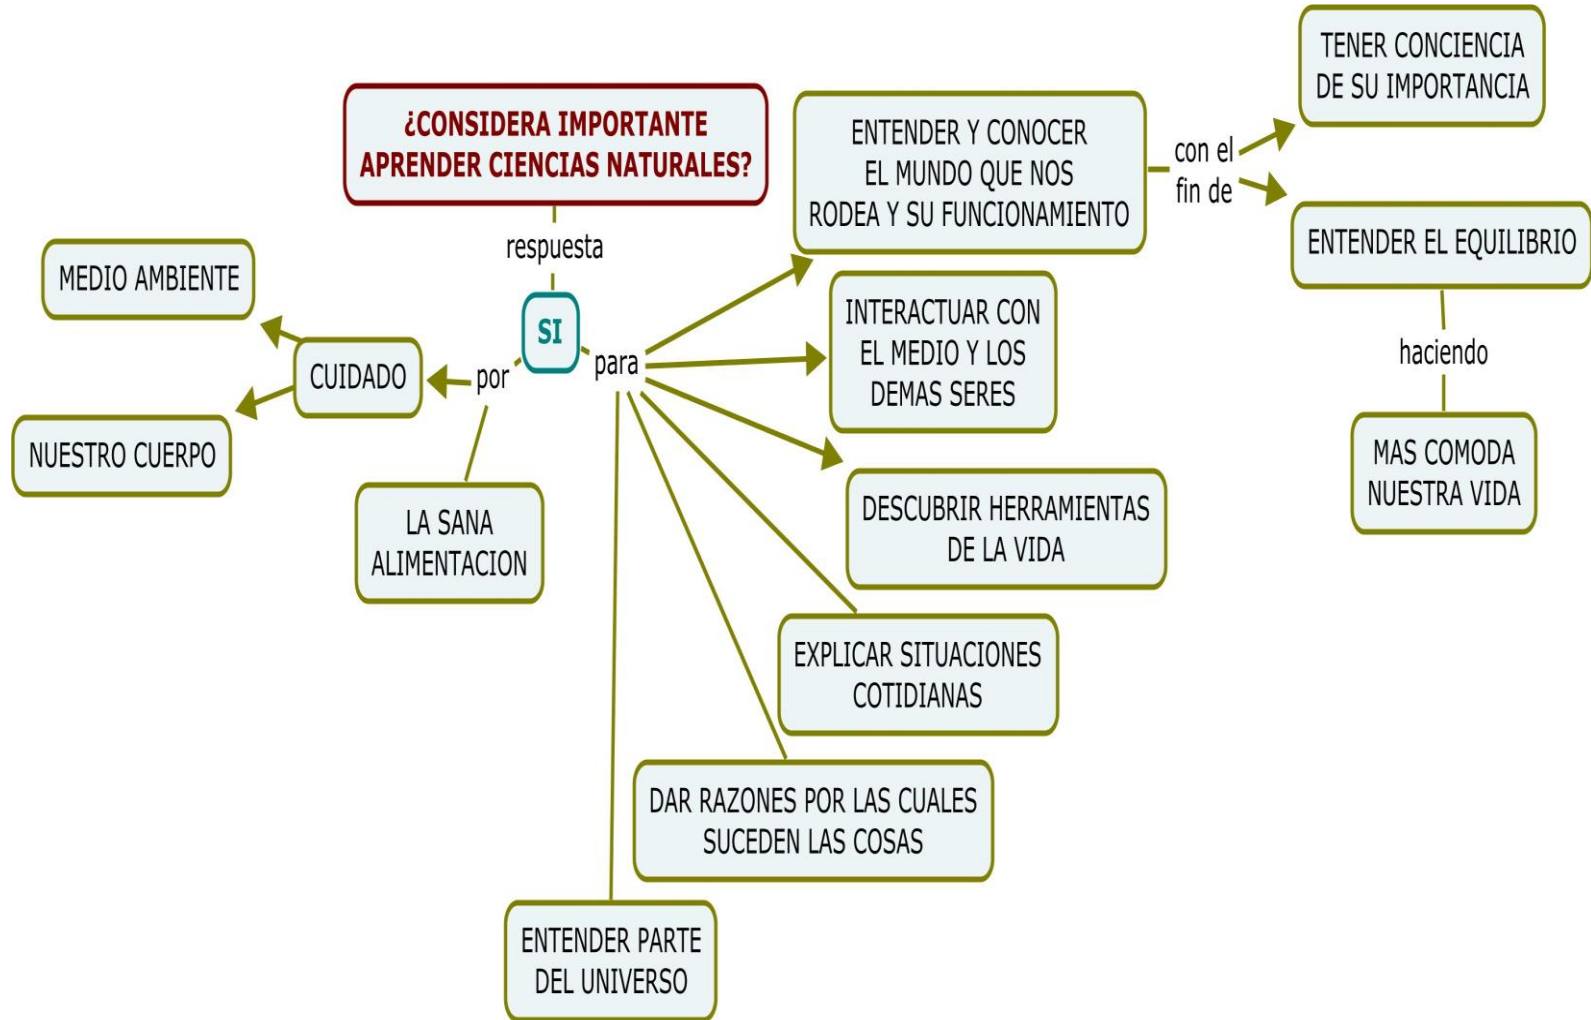 ¿CONSIDERA IMPORTANTE
APRENDER CIENCIAS NATURALES?
respuesta
SI
por
CUIDADO
MEDIO AMBIENTE
NUESTRO CUERPO
LA SANA
ALIMENTACION
para
ENTENDER Y CONOCER
EL MUNDO QUE NOS
RODEA Y SU FUNCIONAMIENTO
con el
fin de
TENER CONCIENCIA
DE SU IMPORTANCIA
ENTENDER EL EQUILIBRIO
haciendo
MAS COMODA
NUESTRA VIDA
INTERACTUAR CON
EL MEDIO Y LOS
DEMAS SERES
DESCUBRIR HERRAMIENTAS
DE LA VIDA
EXPLICAR SITUACIONES
COTIDIANAS
DAR RAZONES POR LAS CUALES
SUCEDEN LAS COSAS
ENTENDER PARTE
DEL UNIVERSO